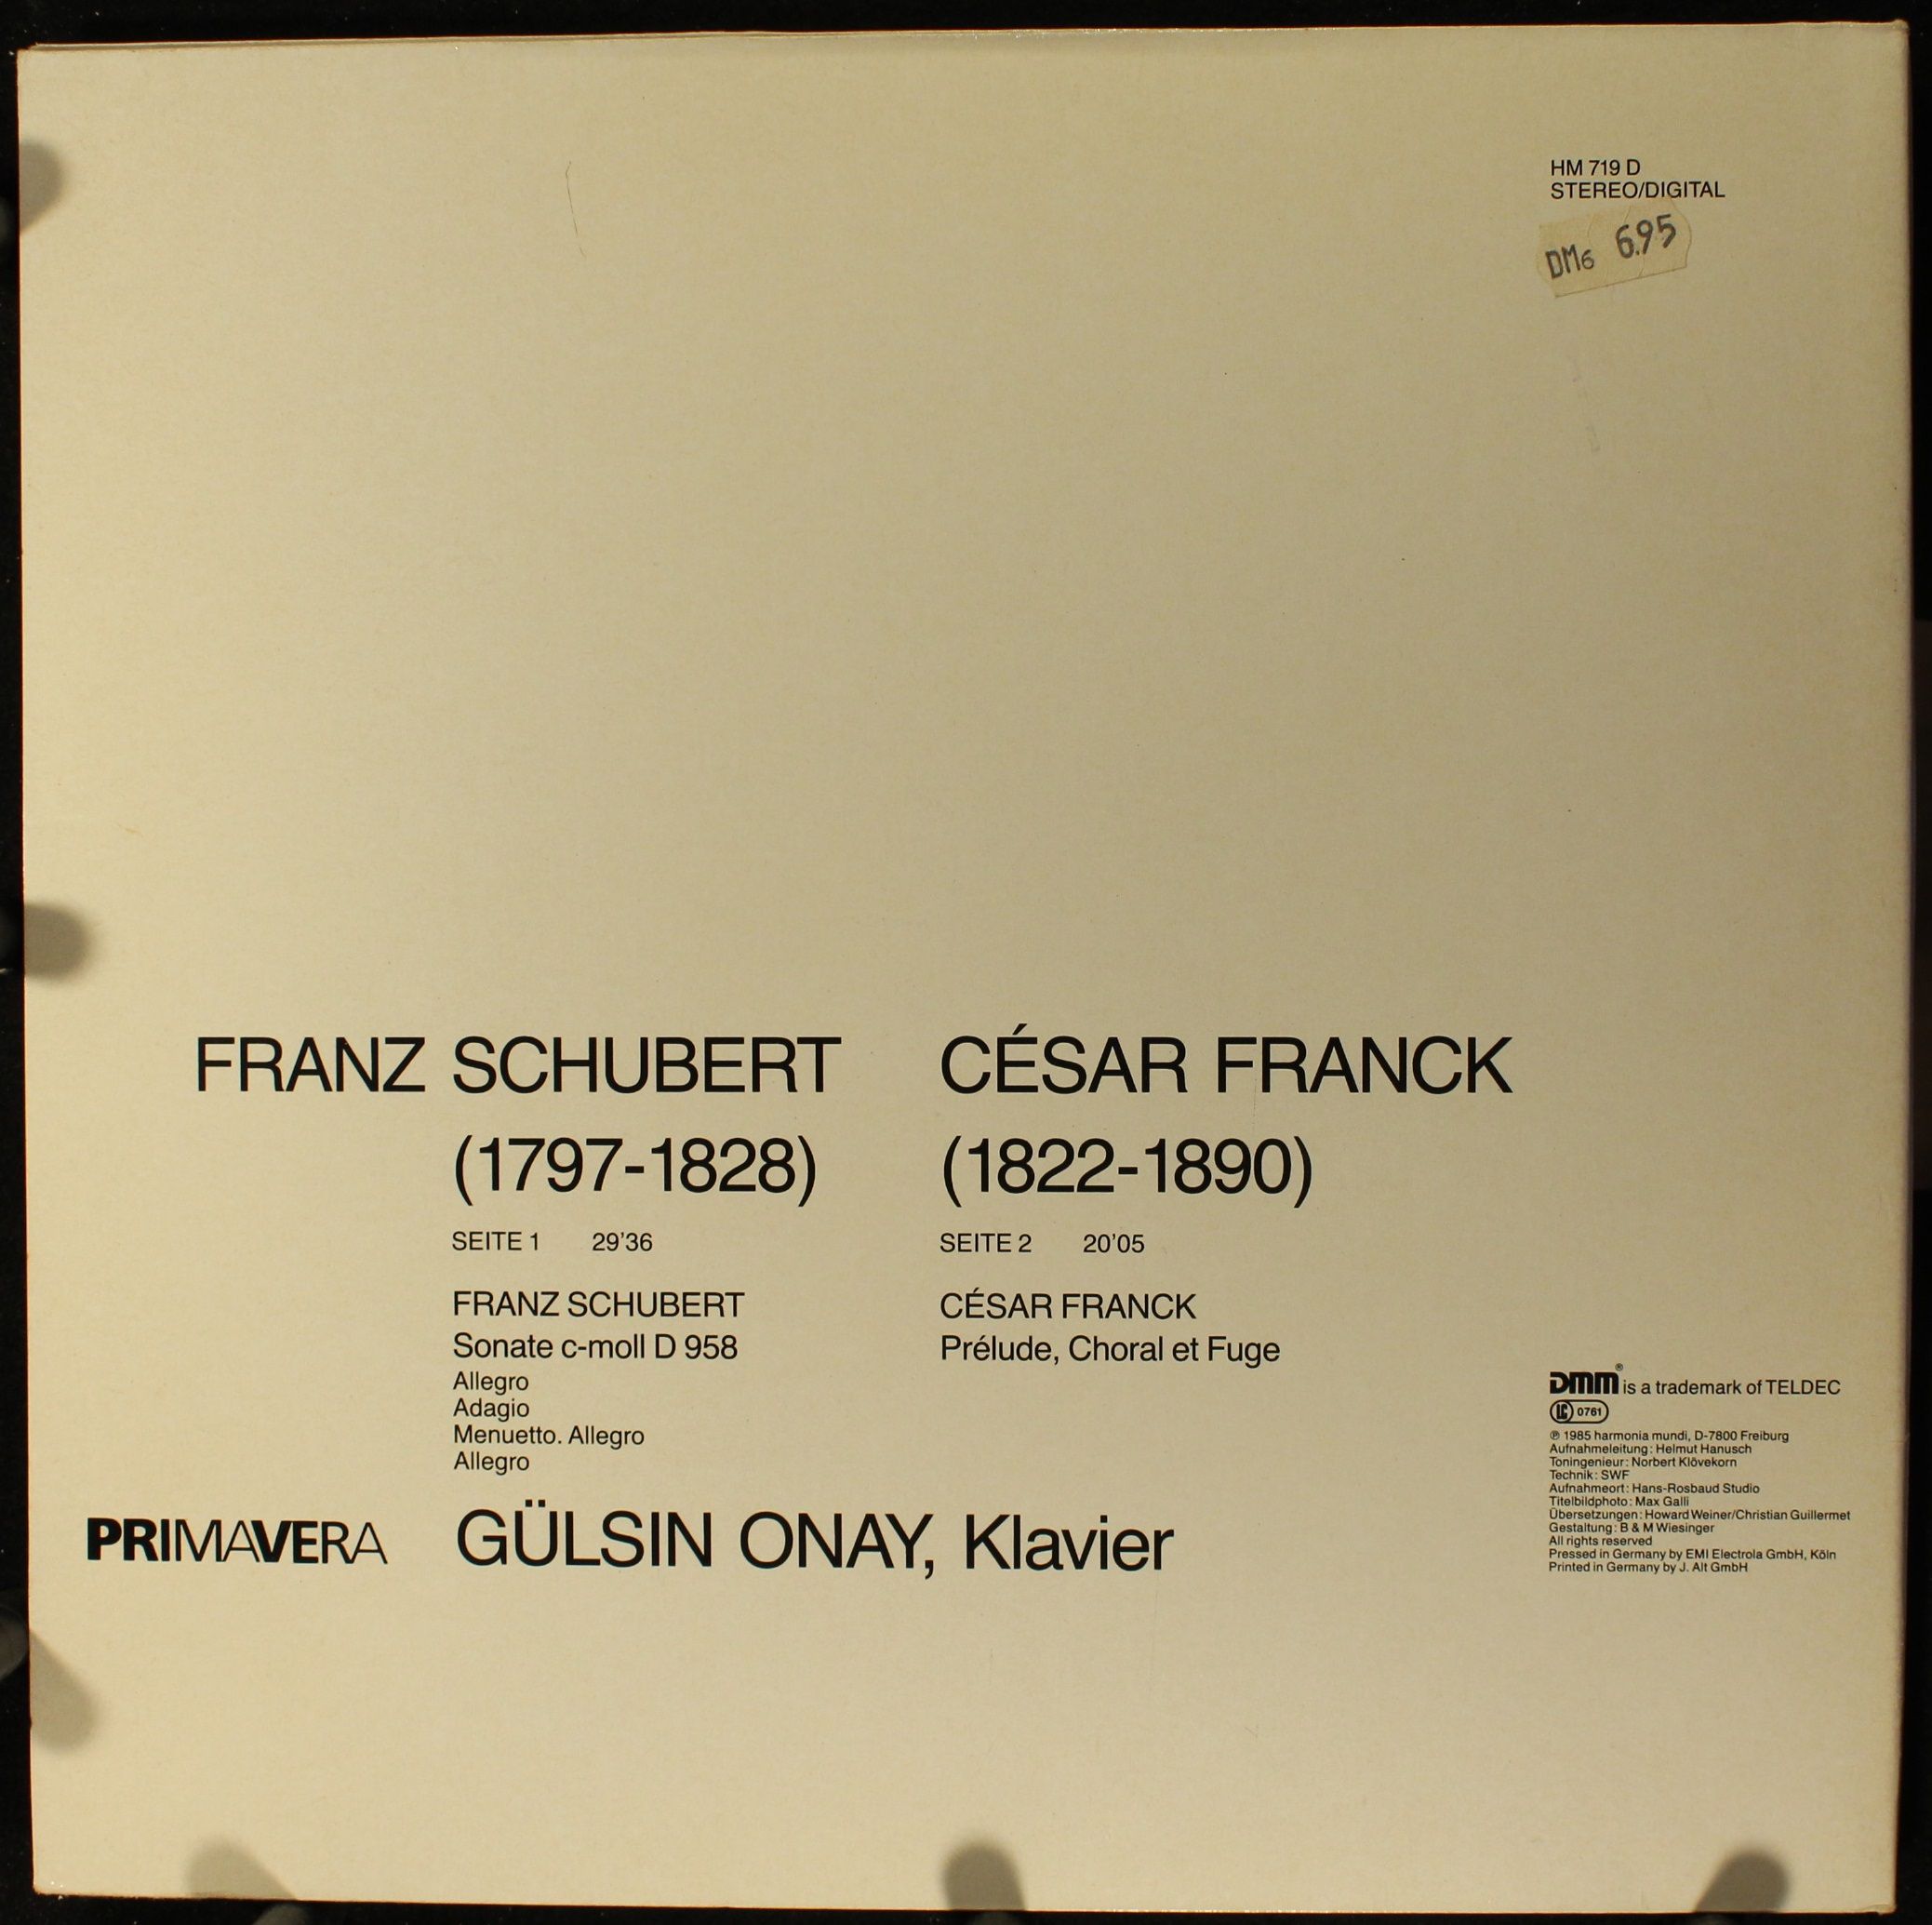 HM 719 D
STEREO/DIGITAL
DM6 6.95
FRANZ SCHUBERT
(1797-1828)
SEITE 1 29'36
FRANZ SCHUBERT
Sonate c-moll D 958
Allegro
Adagio
Menuetto. Allegro
Allegro
CÉSAR FRANCK
(1822-1890)
SEITE 2 20'05
CÉSAR FRANCK
Prélude, Choral et Fuge
PRIMAVERA
GÜLSIN ONAY, Klavier
DMM® is a trademark of TELDEC
LC 0761
℗ 1985 harmonia mundi, D-7800 Freiburg
Aufnahmeleitung: Helmut Hanusch
Toningenieur: Norbert Klövekorn
Technik: SWF
Aufnahmeort: Hans-Rosbaud Studio
Titelbildphoto: Max Galli
Übersetzungen: Howard Weiner/Christian Guillermet
Gestaltung: B & M Wiesinger
All rights reserved
Pressed in Germany by EMI Electrola GmbH, Köln
Printed in Germany by J. Alt GmbH